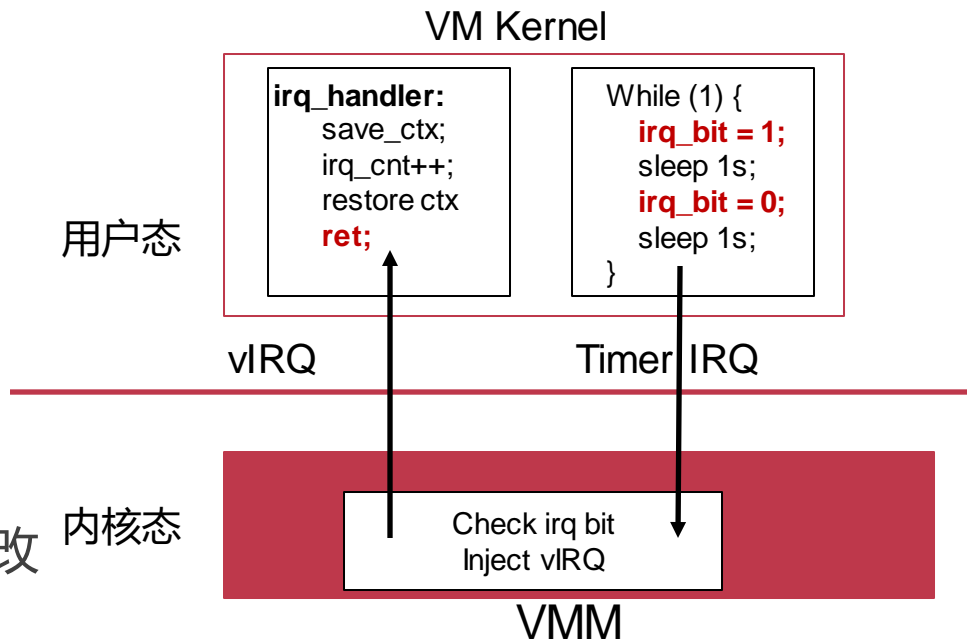 VM Kernel
irq_handler:
save_ctx;
irq_cnt++;
restore ctx
ret;
While (1) {
irq_bit = 1;
sleep 1s;
irq_bit = 0;
sleep 1s;
}
用户态
vIRQ
Timer IRQ
改
内核态
Check irq bit
Inject vIRQ
VMM